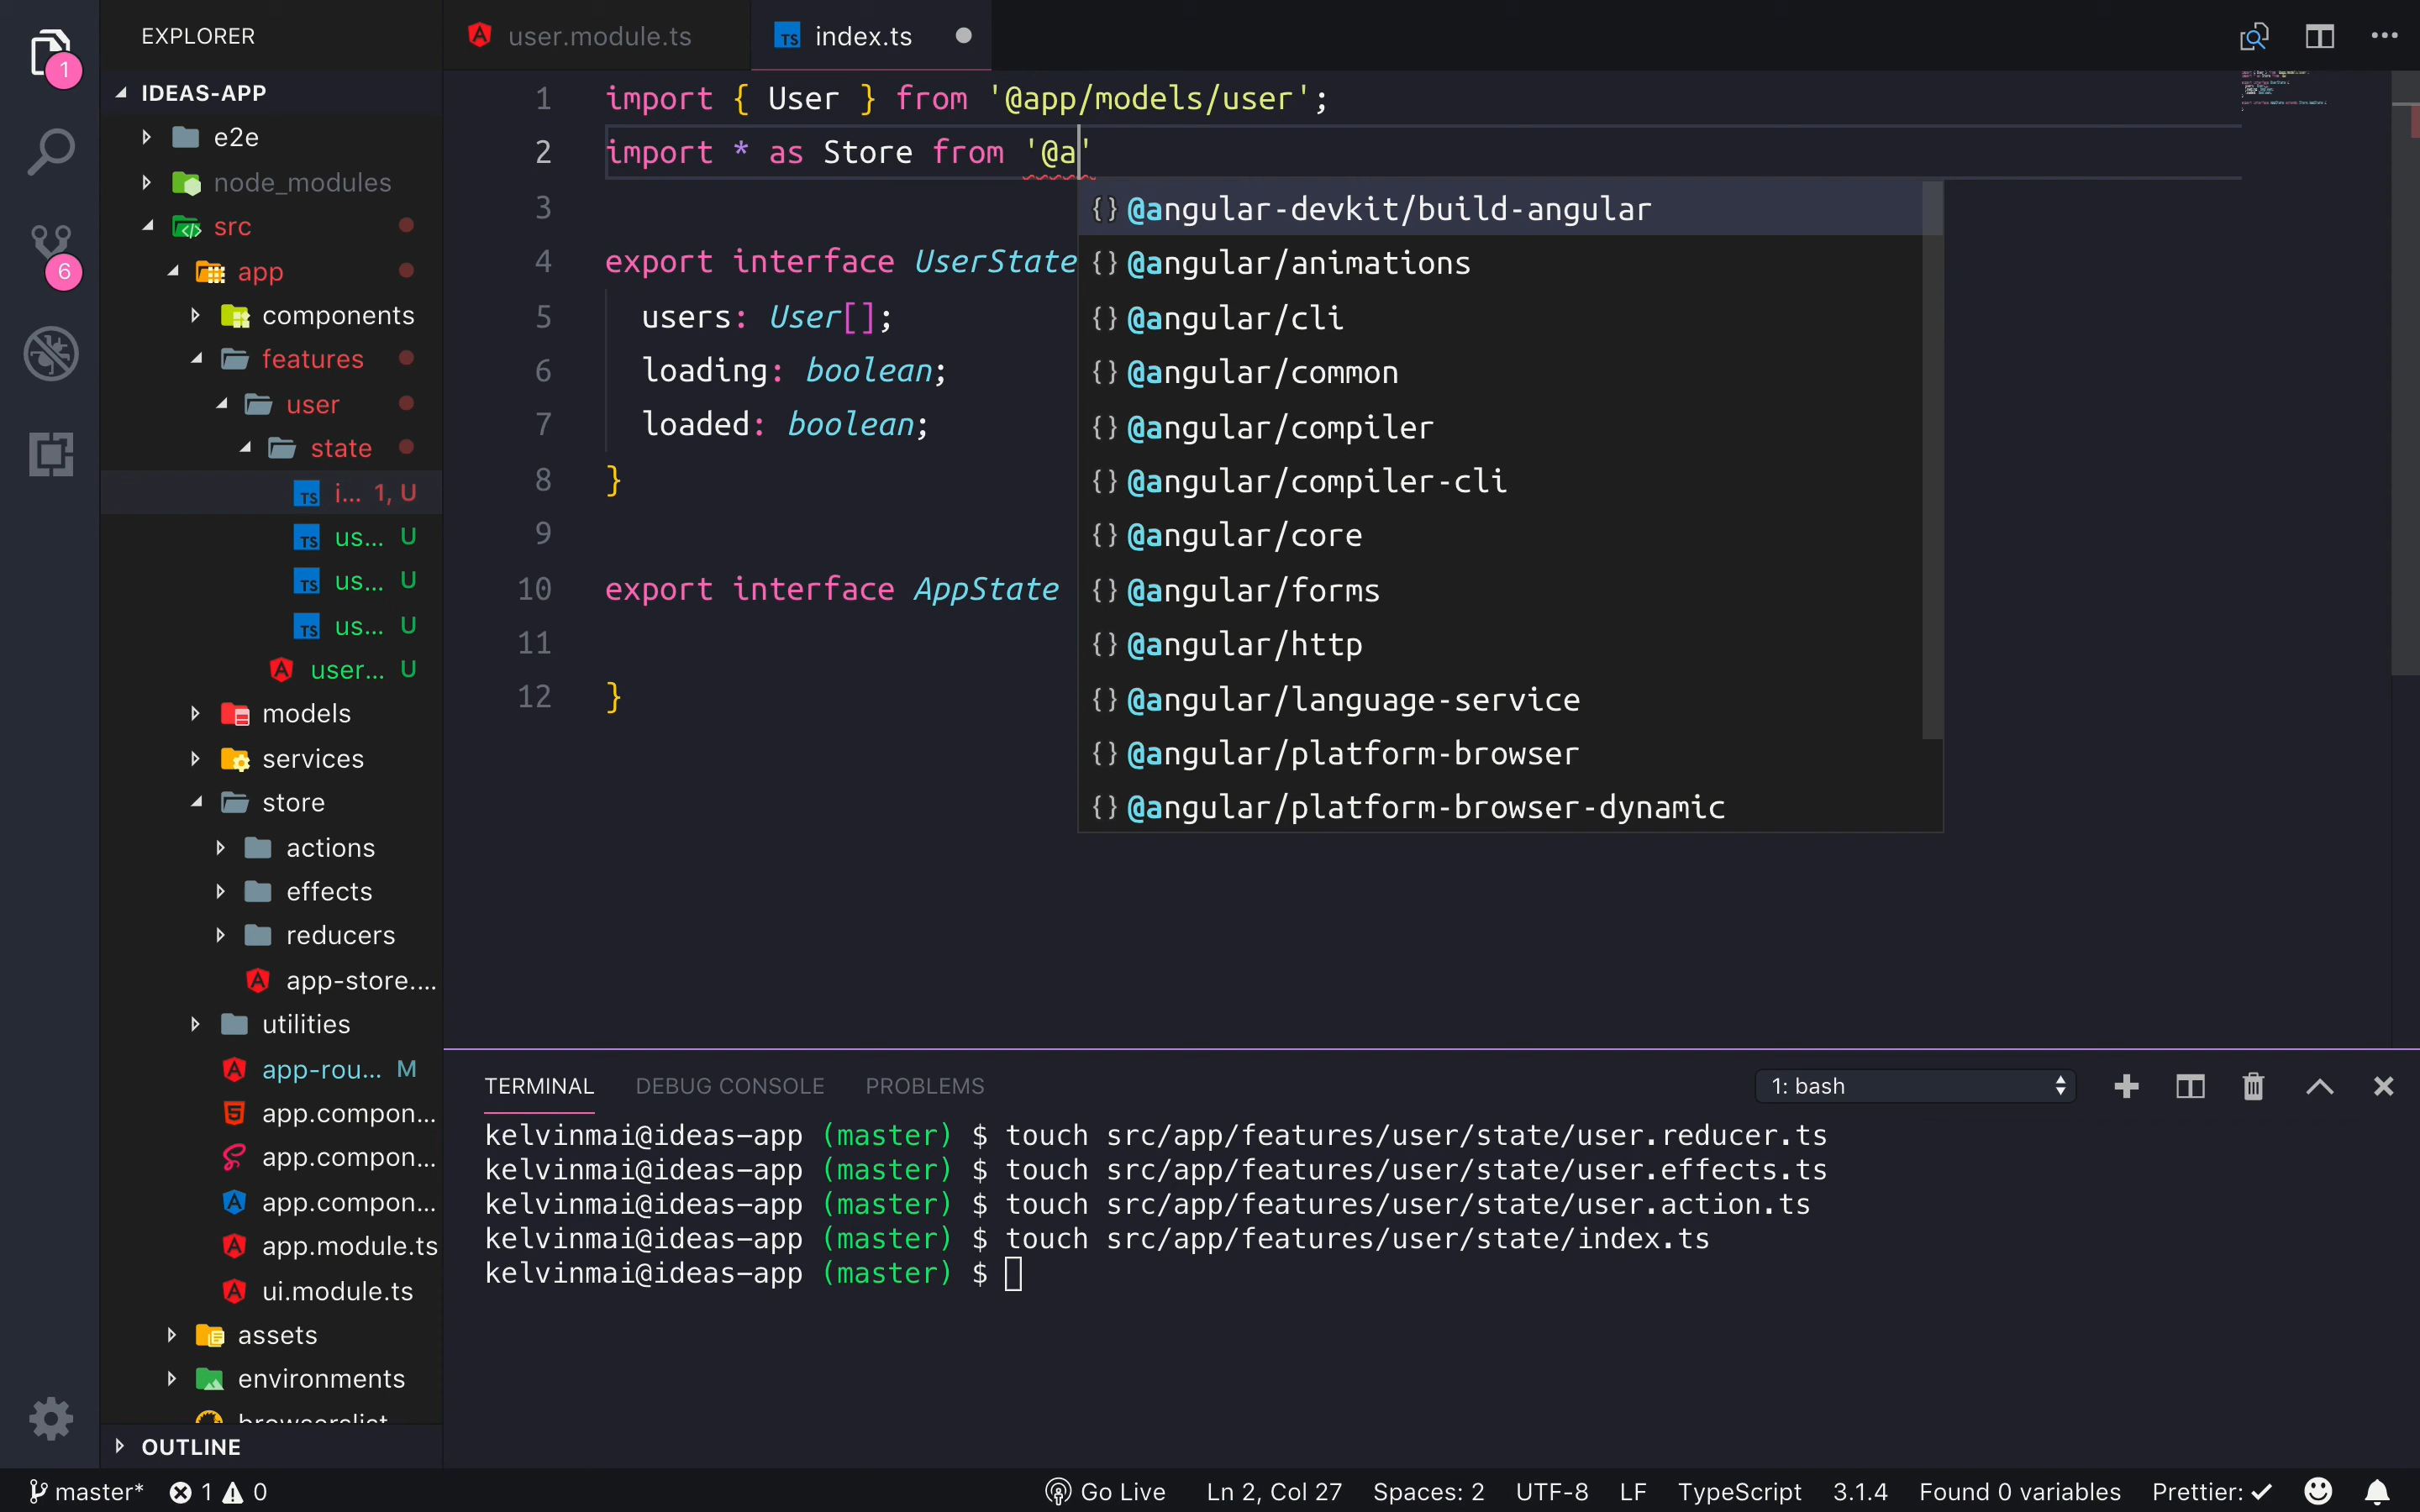 EXPLORER
IDEAS-APP
e2e
node_modules
src
app
components
features
user
state
i... 1, U
us... U
us... U
us... U
user... U
models
services
store
actions
effects
reducers
app-store....
utilities
app-rou... M
app.compon...
app.compon...
app.compon...
app.module.ts
ui.module.ts
assets
environments
browserslist
OUTLINE
1
6
user.module.ts
TS index.ts
1 import { User } from '@app/models/user';
2 import * as Store from '@a'
3
4 export interface UserState
5 users: User[];
6 loading: boolean;
7 loaded: boolean;
8 }
9
10 export interface AppState
11
12 }
{} @angular-devkit/build-angular
{} @angular/animations
{} @angular/cli
{} @angular/common
{} @angular/compiler
{} @angular/compiler-cli
{} @angular/core
{} @angular/forms
{} @angular/http
{} @angular/language-service
{} @angular/platform-browser
{} @angular/platform-browser-dynamic
TERMINAL DEBUG CONSOLE PROBLEMS 1: bash
kelvinmai@ideas-app (master) $ touch src/app/features/user/state/user.reducer.ts
kelvinmai@ideas-app (master) $ touch src/app/features/user/state/user.effects.ts
kelvinmai@ideas-app (master) $ touch src/app/features/user/state/user.action.ts
kelvinmai@ideas-app (master) $ touch src/app/features/user/state/index.ts
kelvinmai@ideas-app (master) $
master* 1 0 Go Live Ln 2, Col 27 Spaces: 2 UTF-8 LF TypeScript 3.1.4 Found 0 variables Prettier: ✓